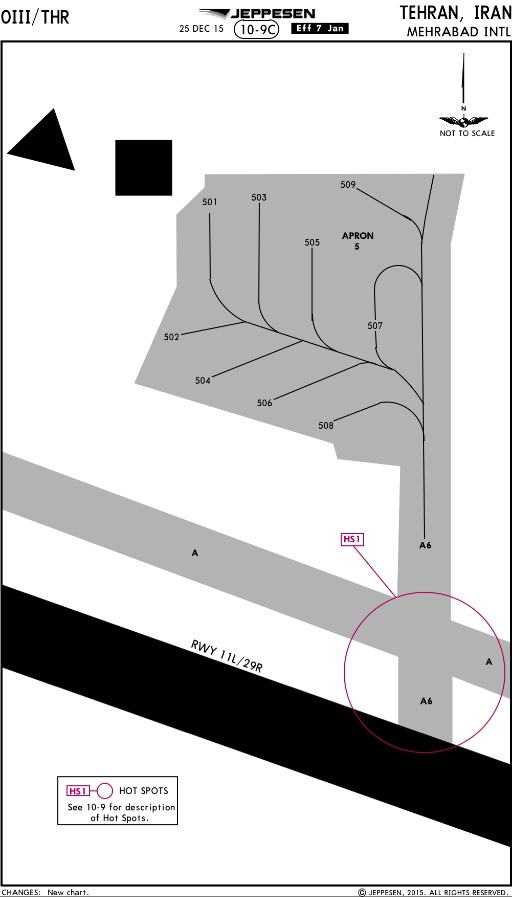 OIII/THR
JEPPESEN
TEHRAN, IRAN
25 DEC 15
10-9C
Eff 7 Jan
MEHRABAD INTL
N
NOT TO SCALE
509
501
503
505
APRON
5
507
502
504
506
508
HS1
A6
A
RWY 11L/29R
A
A6
HS1
HOT SPOTS
See 10-9 for description
of Hot Spots.
CHANGES: New chart.
© JEPPESEN, 2015. ALL RIGHTS RESERVED.